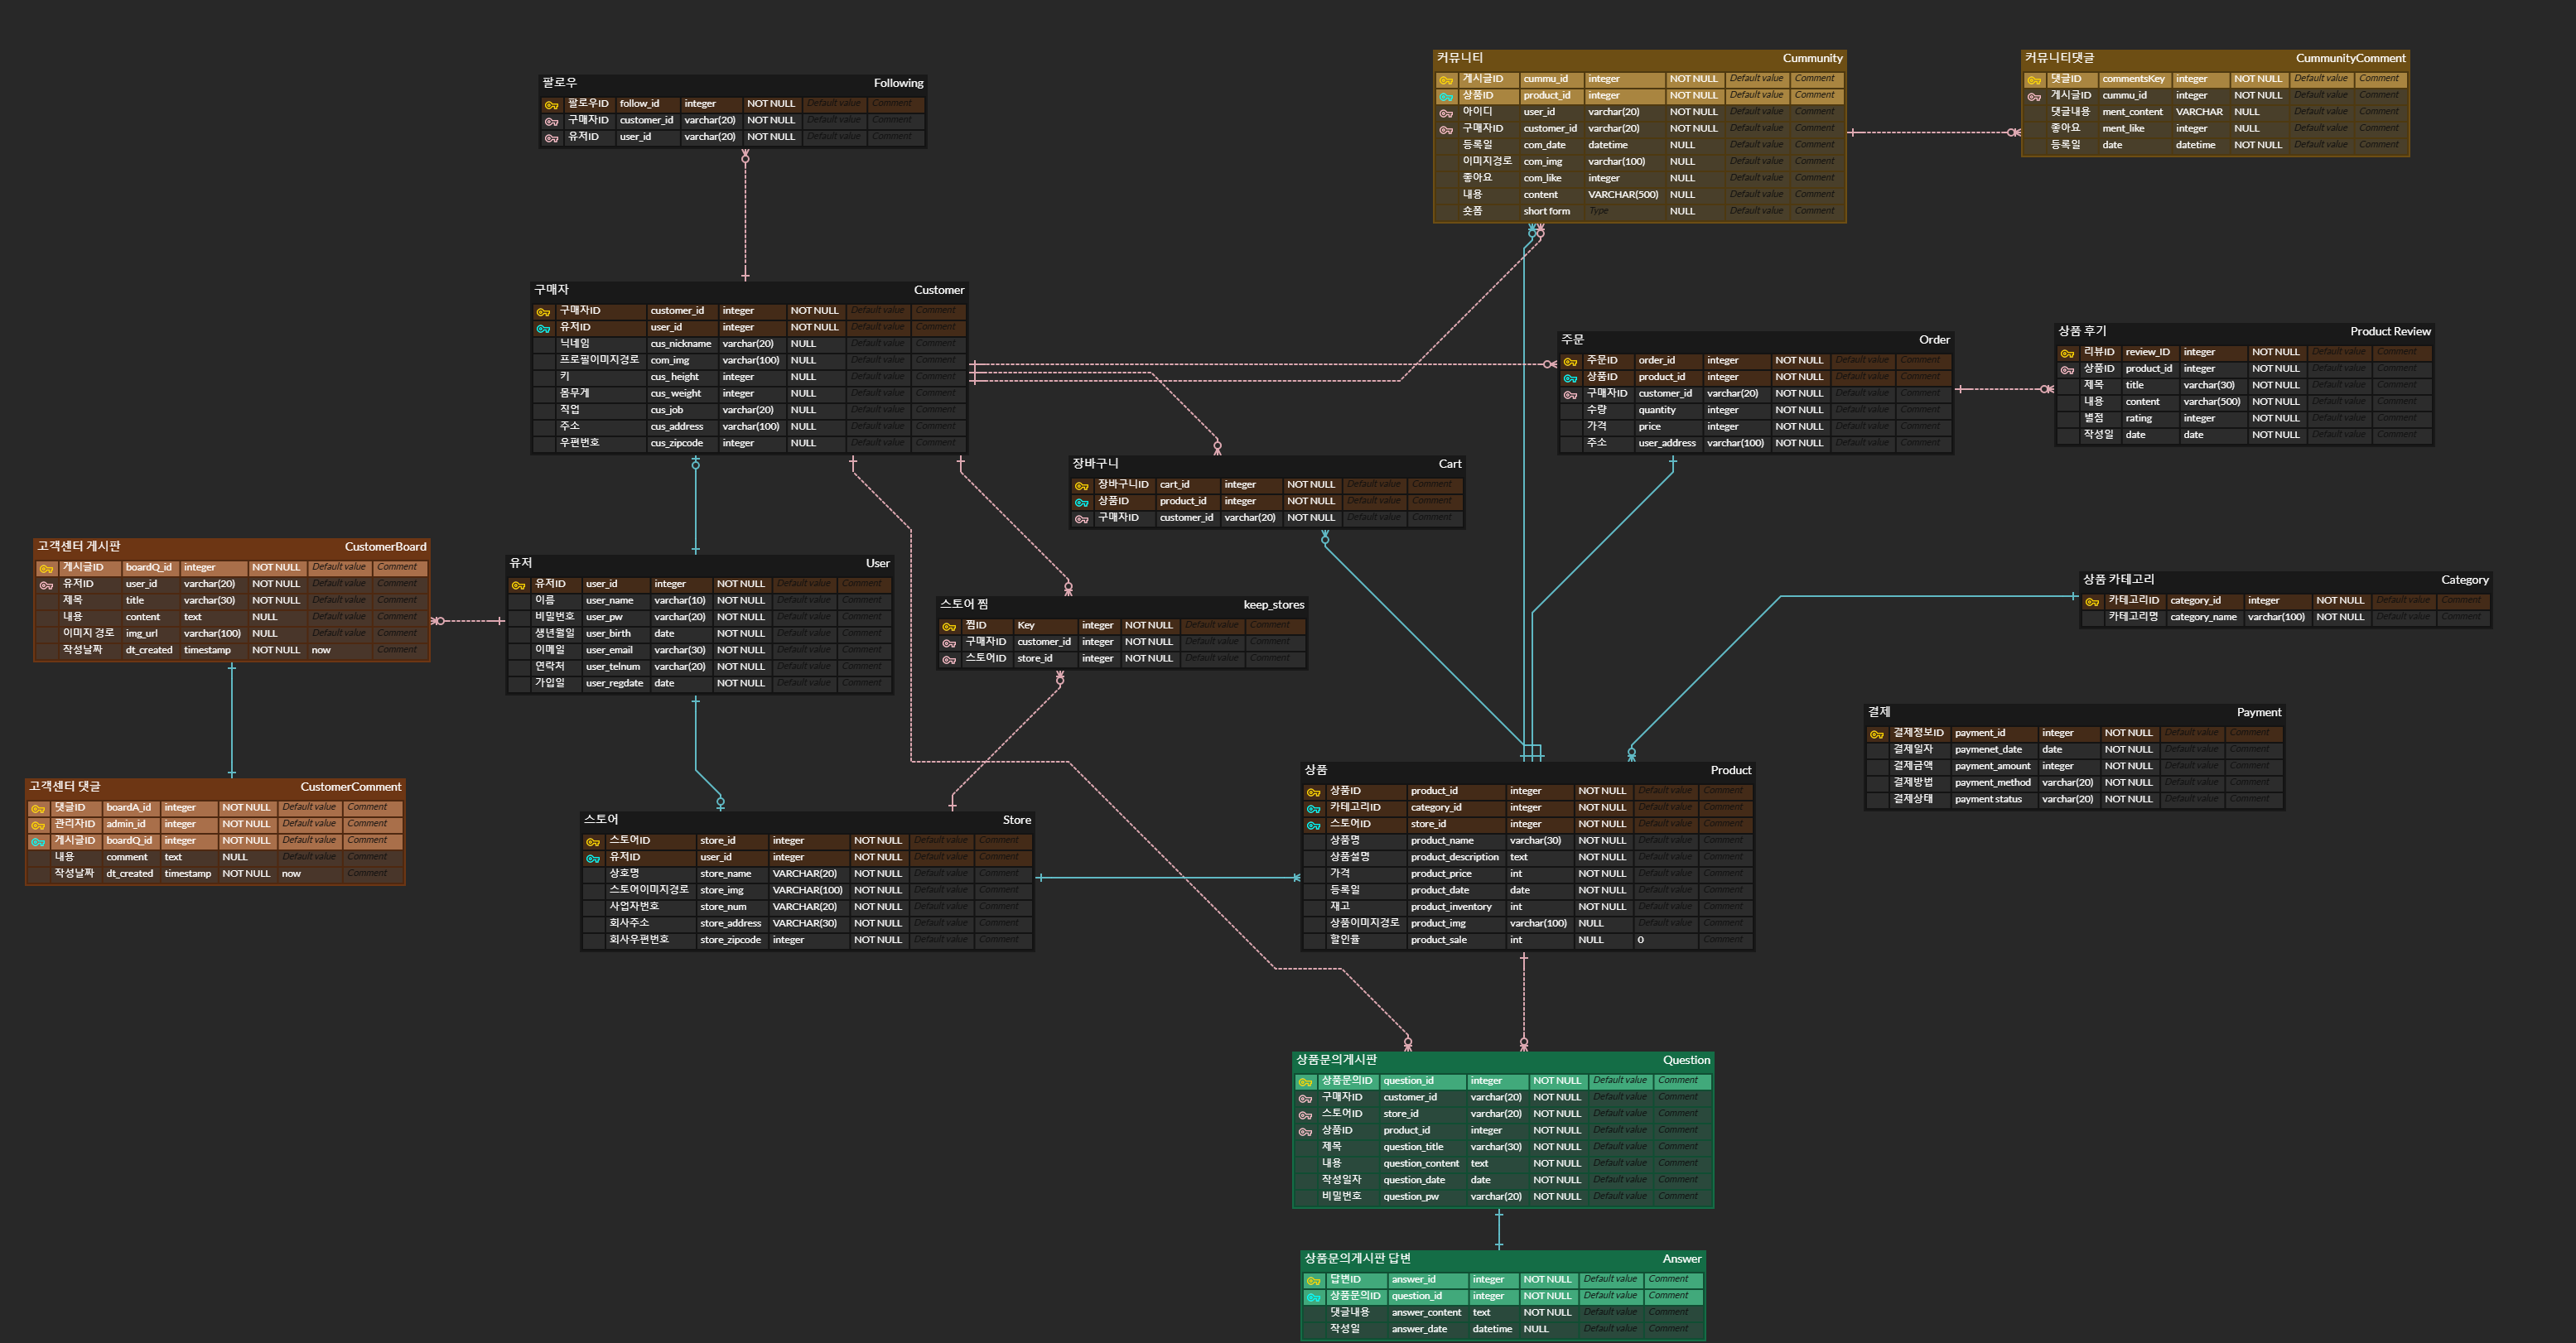 팔로우 Following
팔로우ID follow_id integer NOT NULL Default value Comment
구매자ID customer_id varchar(20) NOT NULL Default value Comment
유저ID user_id varchar(20) NOT NULL Default value Comment
커뮤니티 Cummunity
게시글ID cummu_id integer NOT NULL Default value Comment
상품ID product_id integer NOT NULL Default value Comment
아이디 user_id varchar(20) NOT NULL Default value Comment
구매자ID customer_id varchar(20) NOT NULL Default value Comment
등록일 com_date datetime NULL Default value Comment
이미지경로 com_img varchar(100) NULL Default value Comment
좋아요 com_like integer NULL Default value Comment
내용 content VARCHAR(500) NULL Default value Comment
숏폼 short form Type NULL Default value Comment
커뮤니티댓글 CummunityComment
댓글ID commentsKey integer NOT NULL Default value Comment
게시글ID cummu_id integer NOT NULL Default value Comment
댓글내용 ment_content VARCHAR NULL Default value Comment
좋아요 ment_like integer NULL Default value Comment
등록일 date datetime NOT NULL Default value Comment
구매자 Customer
구매자ID customer_id integer NOT NULL Default value Comment
유저ID user_id integer NOT NULL Default value Comment
닉네임 cus_nickname varchar(20) NULL Default value Comment
프로필이미지경로 com_img varchar(100) NULL Default value Comment
키 cus_height integer NULL Default value Comment
몸무게 cus_weight integer NULL Default value Comment
직업 cus_job varchar(20) NULL Default value Comment
주소 cus_address varchar(100) NULL Default value Comment
우편번호 cus_zipcode integer NULL Default value Comment
주문 Order
주문ID order_id integer NOT NULL Default value Comment
상품ID product_id integer NOT NULL Default value Comment
구매자ID customer_id varchar(20) NOT NULL Default value Comment
수량 quantity integer NOT NULL Default value Comment
가격 price integer NOT NULL Default value Comment
주소 user_address varchar(100) NOT NULL Default value Comment
상품 후기 Product Review
리뷰ID review_ID integer NOT NULL Default value Comment
상품ID product_id integer NOT NULL Default value Comment
제목 title varchar(30) NOT NULL Default value Comment
내용 content varchar(500) NOT NULL Default value Comment
별점 rating integer NOT NULL Default value Comment
작성일 date date NOT NULL Default value Comment
장바구니 Cart
장바구니ID cart_id integer NOT NULL Default value Comment
상품ID product_id integer NOT NULL Default value Comment
구매자ID customer_id varchar(20) NOT NULL Default value Comment
고객센터 게시판 CustomerBoard
게시글ID boardQ_id integer NOT NULL Default value Comment
유저ID user_id varchar(20) NOT NULL Default value Comment
제목 title varchar(30) NOT NULL Default value Comment
내용 content text NULL Default value Comment
이미지 경로 img_url varchar(100) NULL Default value Comment
작성날짜 dt_created timestamp NOT NULL now Comment
유저 User
유저ID user_id integer NOT NULL Default value Comment
이름 user_name varchar(10) NOT NULL Default value Comment
비밀번호 user_pw varchar(20) NOT NULL Default value Comment
생년월일 user_birth date NOT NULL Default value Comment
이메일 user_email varchar(30) NOT NULL Default value Comment
연락처 user_telnum varchar(20) NOT NULL Default value Comment
가입일 user_regdate date NOT NULL Default value Comment
스토어 찜 keep_stores
찜ID Key integer NOT NULL Default value Comment
구매자ID customer_id integer NOT NULL Default value Comment
스토어ID store_id integer NOT NULL Default value Comment
상품 카테고리 Category
카테고리ID category_id integer NOT NULL Default value Comment
카테고리명 category_name varchar(100) NOT NULL Default value Comment
결제 Payment
결제정보ID payment_id integer NOT NULL Default value Comment
결제일자 paymenet_date date NOT NULL Default value Comment
결제금액 payment_amount integer NOT NULL Default value Comment
결제방법 payment_method varchar(20) NOT NULL Default value Comment
결제상태 payment status varchar(20) NOT NULL Default value Comment
고객센터 댓글 CustomerComment
댓글ID boardA_id integer NOT NULL Default value Comment
관리자ID admin_id integer NOT NULL Default value Comment
게시글ID boardQ_id integer NOT NULL Default value Comment
내용 comment text NULL Default value Comment
작성날짜 dt_created timestamp NOT NULL now Comment
스토어 Store
스토어ID store_id integer NOT NULL Default value Comment
유저ID user_id integer NOT NULL Default value Comment
상호명 store_name VARCHAR(20) NOT NULL Default value Comment
스토어이미지경로 store_img VARCHAR(100) NOT NULL Default value Comment
사업자번호 store_num VARCHAR(20) NOT NULL Default value Comment
회사주소 store_address VARCHAR(30) NOT NULL Default value Comment
회사우편번호 store_zipcode integer NOT NULL Default value Comment
상품 Product
상품ID product_id integer NOT NULL Default value Comment
카테고리ID category_id integer NOT NULL Default value Comment
스토어ID store_id integer NOT NULL Default value Comment
상품명 product_name varchar(30) NOT NULL Default value Comment
상품설명 product_description text NOT NULL Default value Comment
가격 product_price int NOT NULL Default value Comment
등록일 product_date date NOT NULL Default value Comment
재고 product_inventory int NOT NULL Default value Comment
상품이미지경로 product_img varchar(100) NULL Default value Comment
할인율 product_sale int NULL 0 Comment
상품문의게시판 Question
상품문의ID question_id integer NOT NULL Default value Comment
구매자ID customer_id varchar(20) NOT NULL Default value Comment
스토어ID store_id varchar(20) NOT NULL Default value Comment
상품ID product_id integer NOT NULL Default value Comment
제목 question_title varchar(30) NOT NULL Default value Comment
내용 question_content text NOT NULL Default value Comment
작성일자 question_date date NOT NULL Default value Comment
비밀번호 question_pw varchar(20) NOT NULL Default value Comment
상품문의게시판 답변 Answer
답변ID answer_id integer NOT NULL Default value Comment
상품문의ID question_id integer NOT NULL Default value Comment
댓글내용 answer_content text NOT NULL Default value Comment
작성일 answer_date datetime NULL Default value Comment